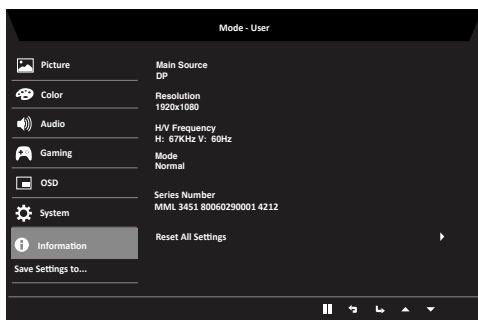 Mode - User
Picture
Color
Audio
Gaming
OSD
System
Information
Save Settings to...
Main Source
DP
Resolution
1920x1080
H/V Frequency
H: 67KHz V: 60Hz
Mode
Normal
Series Number
MML 3451 80060290001 4212
Reset All Settings